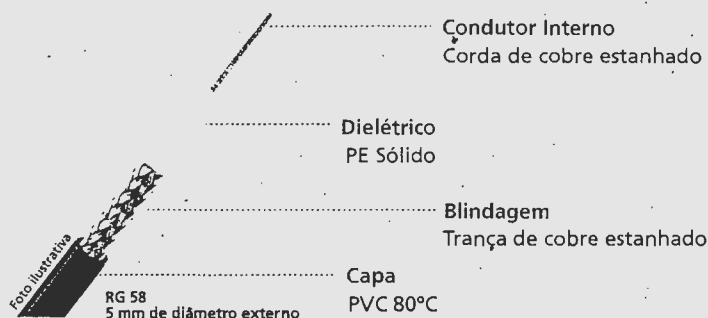 Condutor Interno
Corda de cobre estanhado
Dielétrico
PE Sólido
Blindagem
Trança de cobre estanhado
Foto ilustrativa
Capa
PVC 80°C
RG 58
5 mm de diâmetro externo